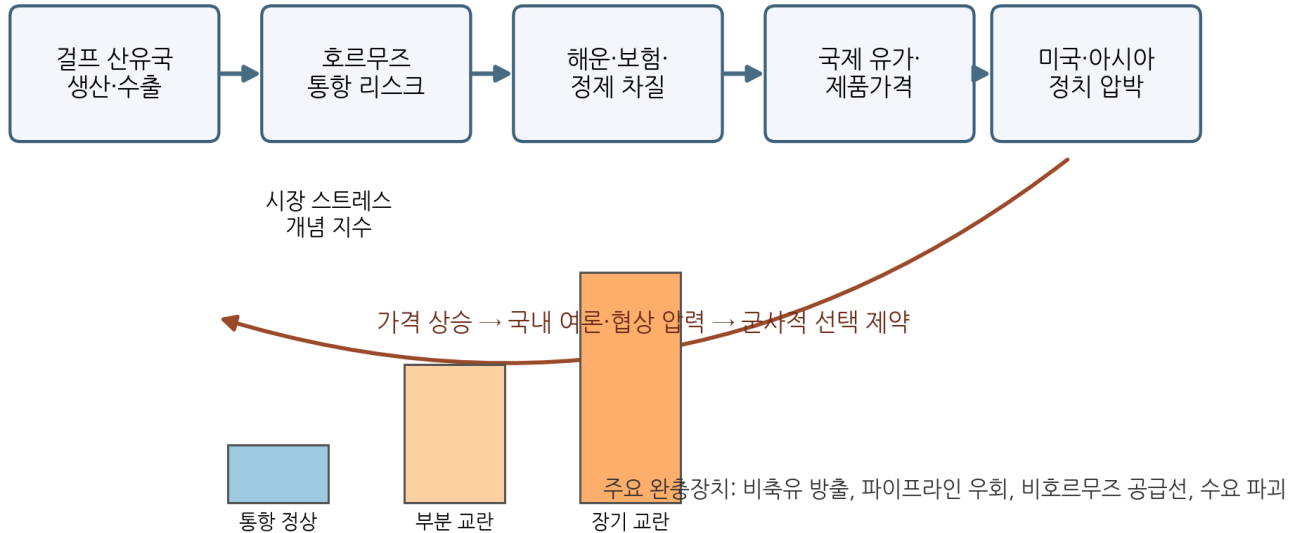 걸프 산유국
생산·수출
호르무즈
통항 리스크
해운·보험·
정제 차질
국제 유가·
제품가격
미국·아시아
정치 압박
시장 스트레스
개념 지수
가격 상승 → 국내 여론·협상 압력 → 군사적 선택 제약
주요 완충장치: 비축유 방출, 파이프라인 우회, 비호르무즈 공급선, 수요 파괴
통항 정상
부분 교란
장기 교란